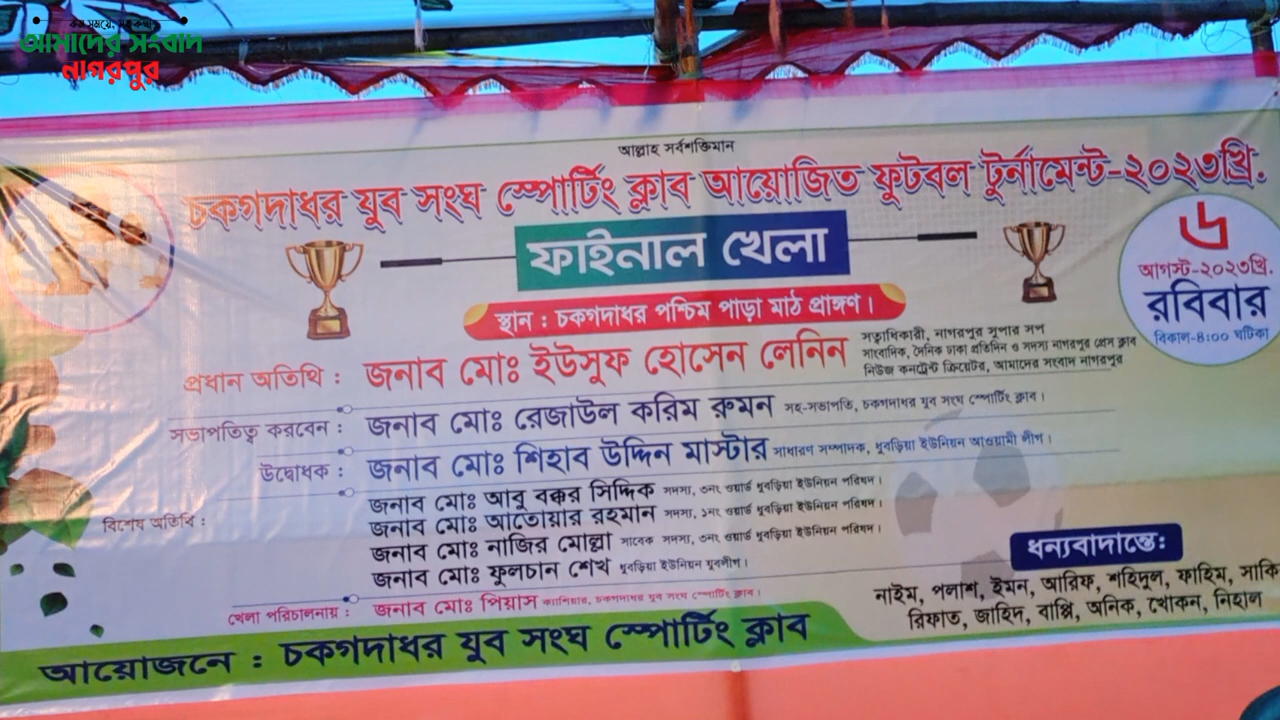 কম সময়ে, সব কথা
আমাদের সংবাদ
নাগরপুর
আল্লাহ সর্বশক্তিমান
চকগদাধর যুব সংঘ স্পোর্টিং ক্লাব আয়োজিত ফুটবল টুর্নামেন্ট-২০২৩খ্রি.
ফাইনাল খেলা
৬
আগস্ট-২০২৩খ্রি.
রবিবার
বিকাল-৪:০০ ঘটিকা
স্থান : চকগদাধর পশ্চিম পাড়া মাঠ প্রাঙ্গণ।
প্রধান অতিথি : জনাব মোঃ ইউসুফ হোসেন লেনিন
সত্বাধিকারী, নাগরপুর সুপার সপ
সাংবাদিক, দৈনিক ঢাকা প্রতিদিন ও সদস্য নাগরপুর প্রেস ক্লাব
নিউজ কনটেন্ট ক্রিয়েটর, আমাদের সংবাদ নাগরপুর
সভাপতিত্ব করবেন : জনাব মোঃ রেজাউল করিম রুমন সহ-সভাপতি, চকগদাধর যুব সংঘ স্পোর্টিং ক্লাব।
উদ্বোধক : জনাব মোঃ শিহাব উদ্দিন মাস্টার সাধারণ সম্পাদক, ধুবড়িয়া ইউনিয়ন আওয়ামী লীগ।
বিশেষ অতিথি : জনাব মোঃ আবু বক্কর সিদ্দিক সদস্য, ৩নং ওয়ার্ড ধুবড়িয়া ইউনিয়ন পরিষদ।
জনাব মোঃ আতোয়ার রহমান সদস্য, ১নং ওয়ার্ড ধুবড়িয়া ইউনিয়ন পরিষদ।
জনাব মোঃ নাজির মোল্লা সাবেক সদস্য, ৩নং ওয়ার্ড ধুবড়িয়া ইউনিয়ন পরিষদ।
জনাব মোঃ ফুলচান শেখ ধুবড়িয়া ইউনিয়ন যুবলীগ।
খেলা পরিচালনায় : জনাব মোঃ পিয়াস ক্যাশিয়ার, চকগদাধর যুব সংঘ স্পোর্টিং ক্লাব।
ধন্যবাদান্তে:
নাঈম, পলাশ, ইমন, আরিফ, শহিদুল, ফাহিম, সাকি
রিফাত, জাহিদ, বাপ্পি, অনিক, খোকন, নিহাল
আয়োজনে : চকগদাধর যুব সংঘ স্পোর্টিং ক্লাব